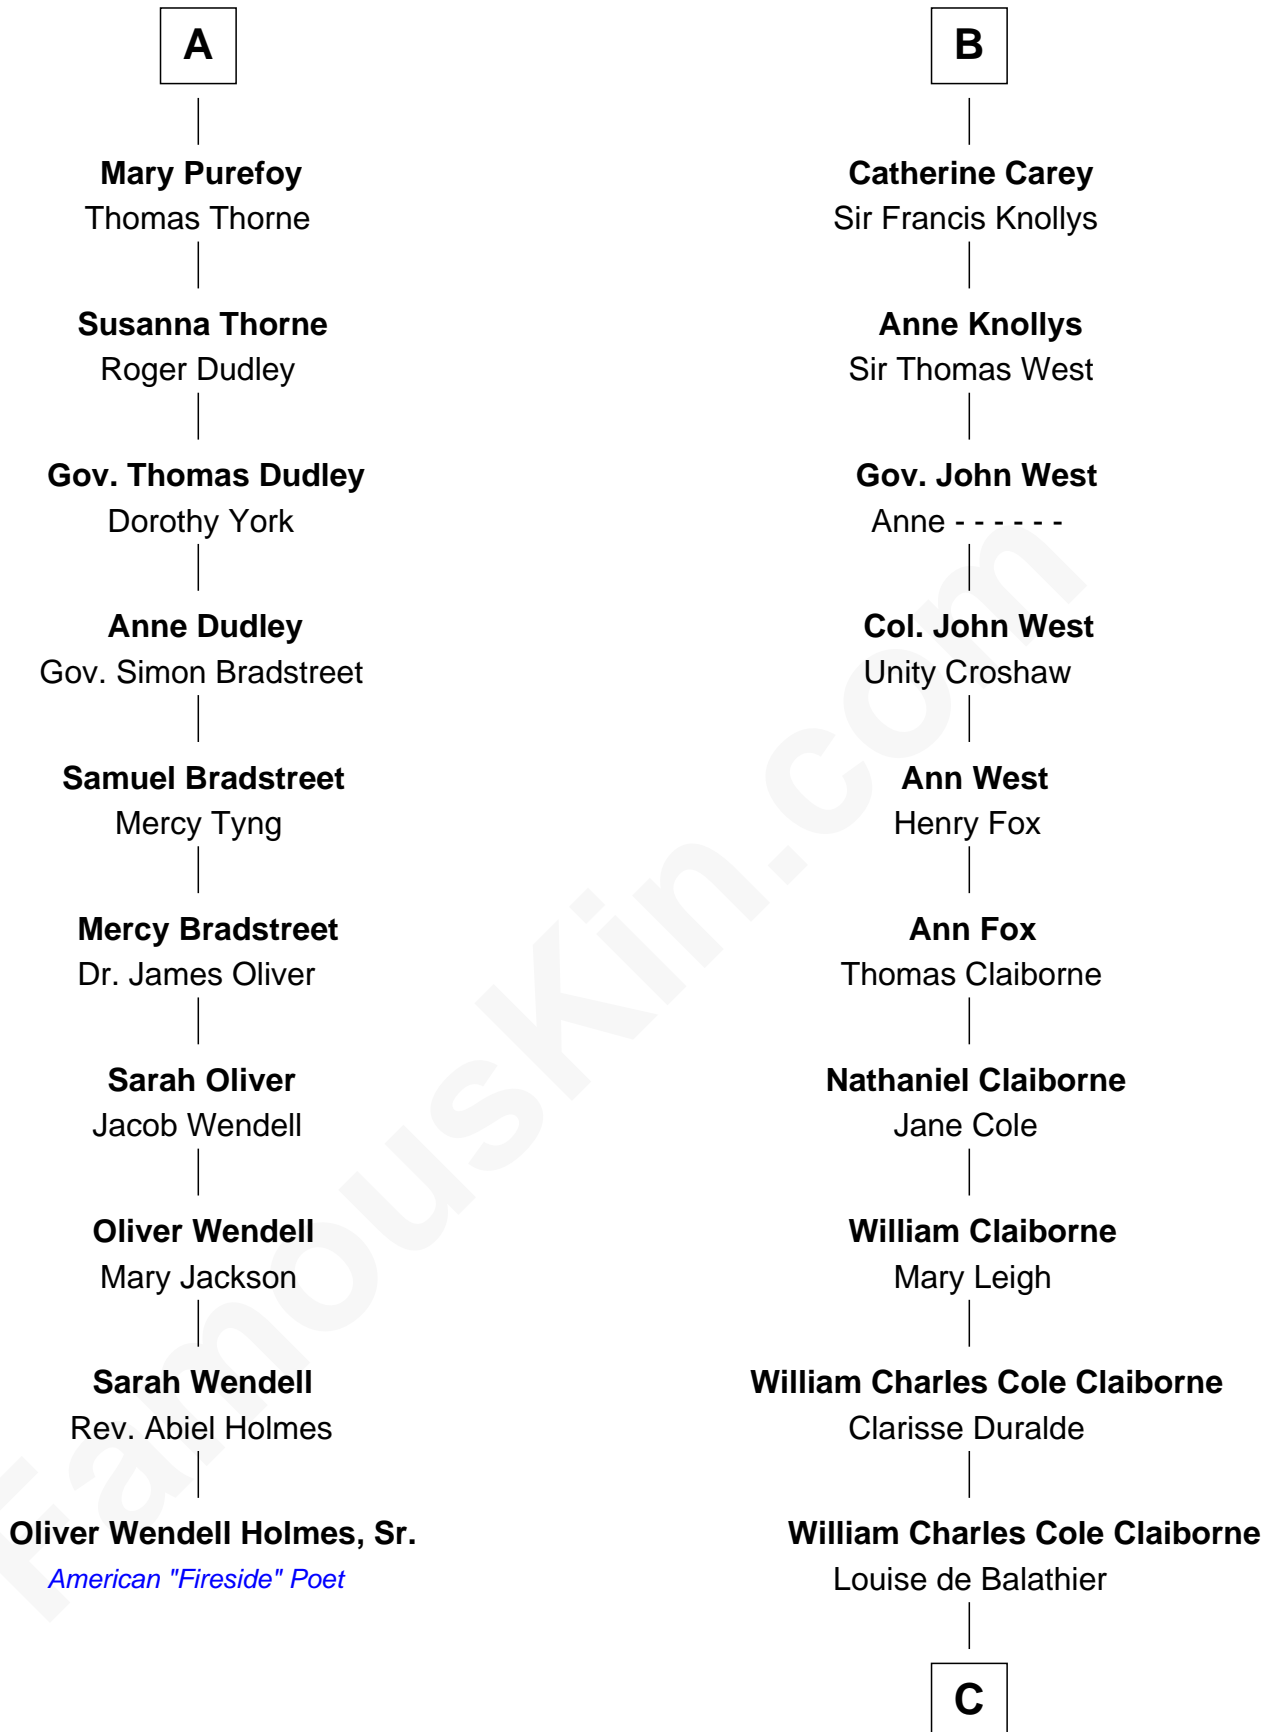 A
Mary Purefoy
Thomas Thorne
Susanna Thorne
Roger Dudley
Gov. Thomas Dudley
Dorothy York
Anne Dudley
Gov. Simon Bradstreet
Samuel Bradstreet
Mercy Tyng
Mercy Bradstreet
Dr. James Oliver
Sarah Oliver
Jacob Wendell
Oliver Wendell
Mary Jackson
Sarah Wendell
Rev. Abiel Holmes
Oliver Wendell Holmes, Sr.
American "Fireside" Poet
B
Catherine Carey
Sir Francis Knollys
Anne Knollys
Sir Thomas West
Gov. John West
Anne - - - - - -
Col. John West
Unity Croshaw
Ann West
Henry Fox
Ann Fox
Thomas Claiborne
Nathaniel Claiborne
Jane Cole
William Claiborne
Mary Leigh
William Charles Cole Claiborne
Clarisse Duralde
William Charles Cole Claiborne
Louise de Balathier
C
FamousKin.com